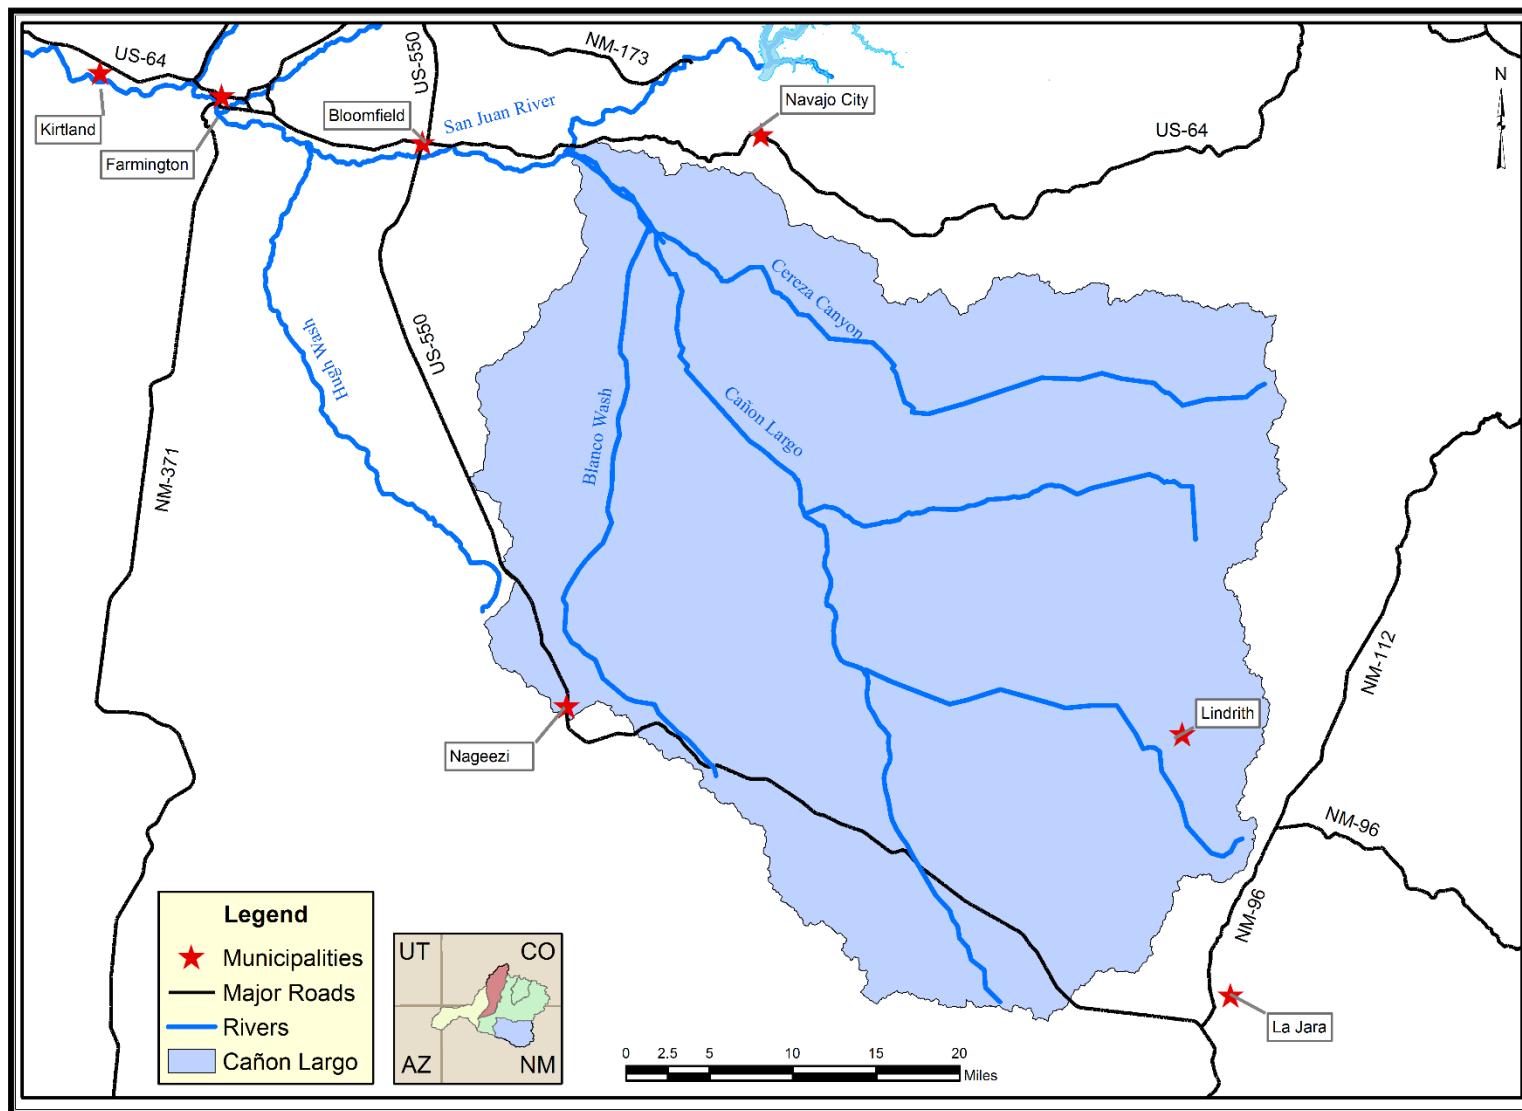 US-64
US-550
NM-173
N
Kirtland
Farmington
Bloomfield
San Juan River
Navajo City
US-64
Hugh Wash
US-550
Cereza Canyon
Cañon Largo
Blanco Wash
NM-371
NM-112
Lindrith
Nageezi
NM-96
NM-96
La Jara
Legend
Municipalities
Major Roads
Rivers
Cañon Largo
UT CO
AZ NM
0 2.5 5 10 15 20
Miles